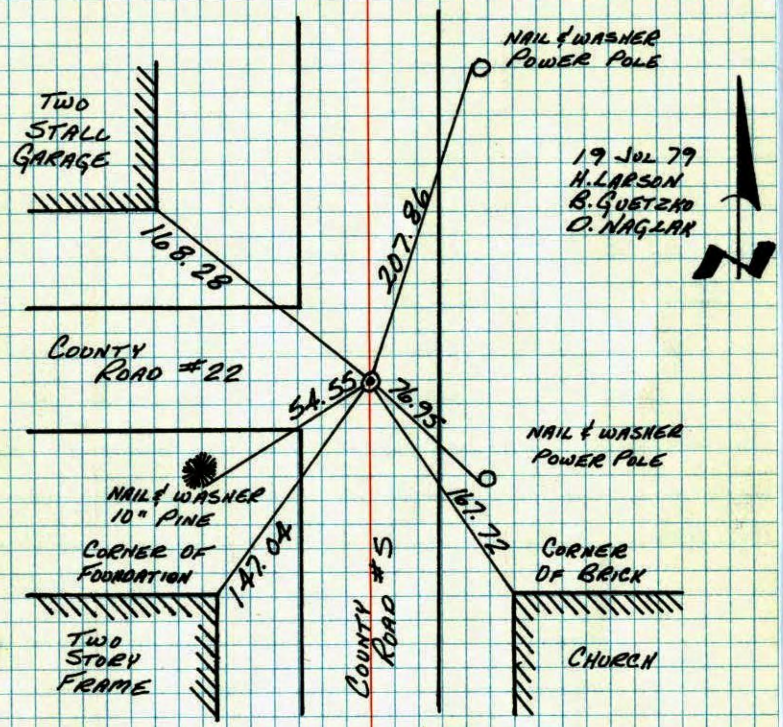 NAIL & WASHER
POWER POLE
TWO
STALL
GARAGE
19 JUL 79
H. LARSON
B. GUETZKO
D. NAGLAK
N
168.28
207.86
COUNTY
ROAD #22
54.55
76.95
NAIL & WASHER
POWER POLE
NAIL & WASHER
10" PINE
167.72
147.04
CORNER OF
FOUNDATION
CORNER
OF BRICK
COUNTY
ROAD #5
TWO
STORY
FRAME
CHURCH